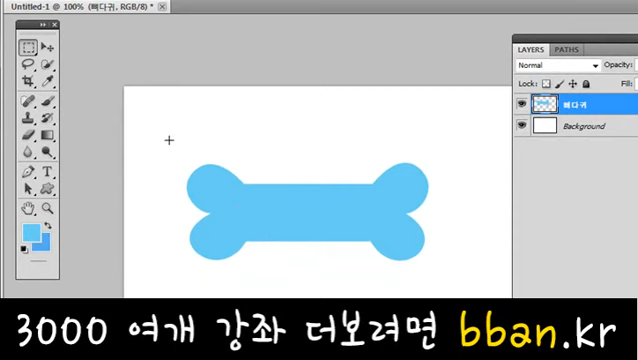 Untitled-1 @ 100% (뼈다귀, RGB/8) *
LAYERS PATHS
Normal Opacity:
Lock: Fill:
뼈다귀
Background
3000 여개 강좌 더보려면 bban.kr